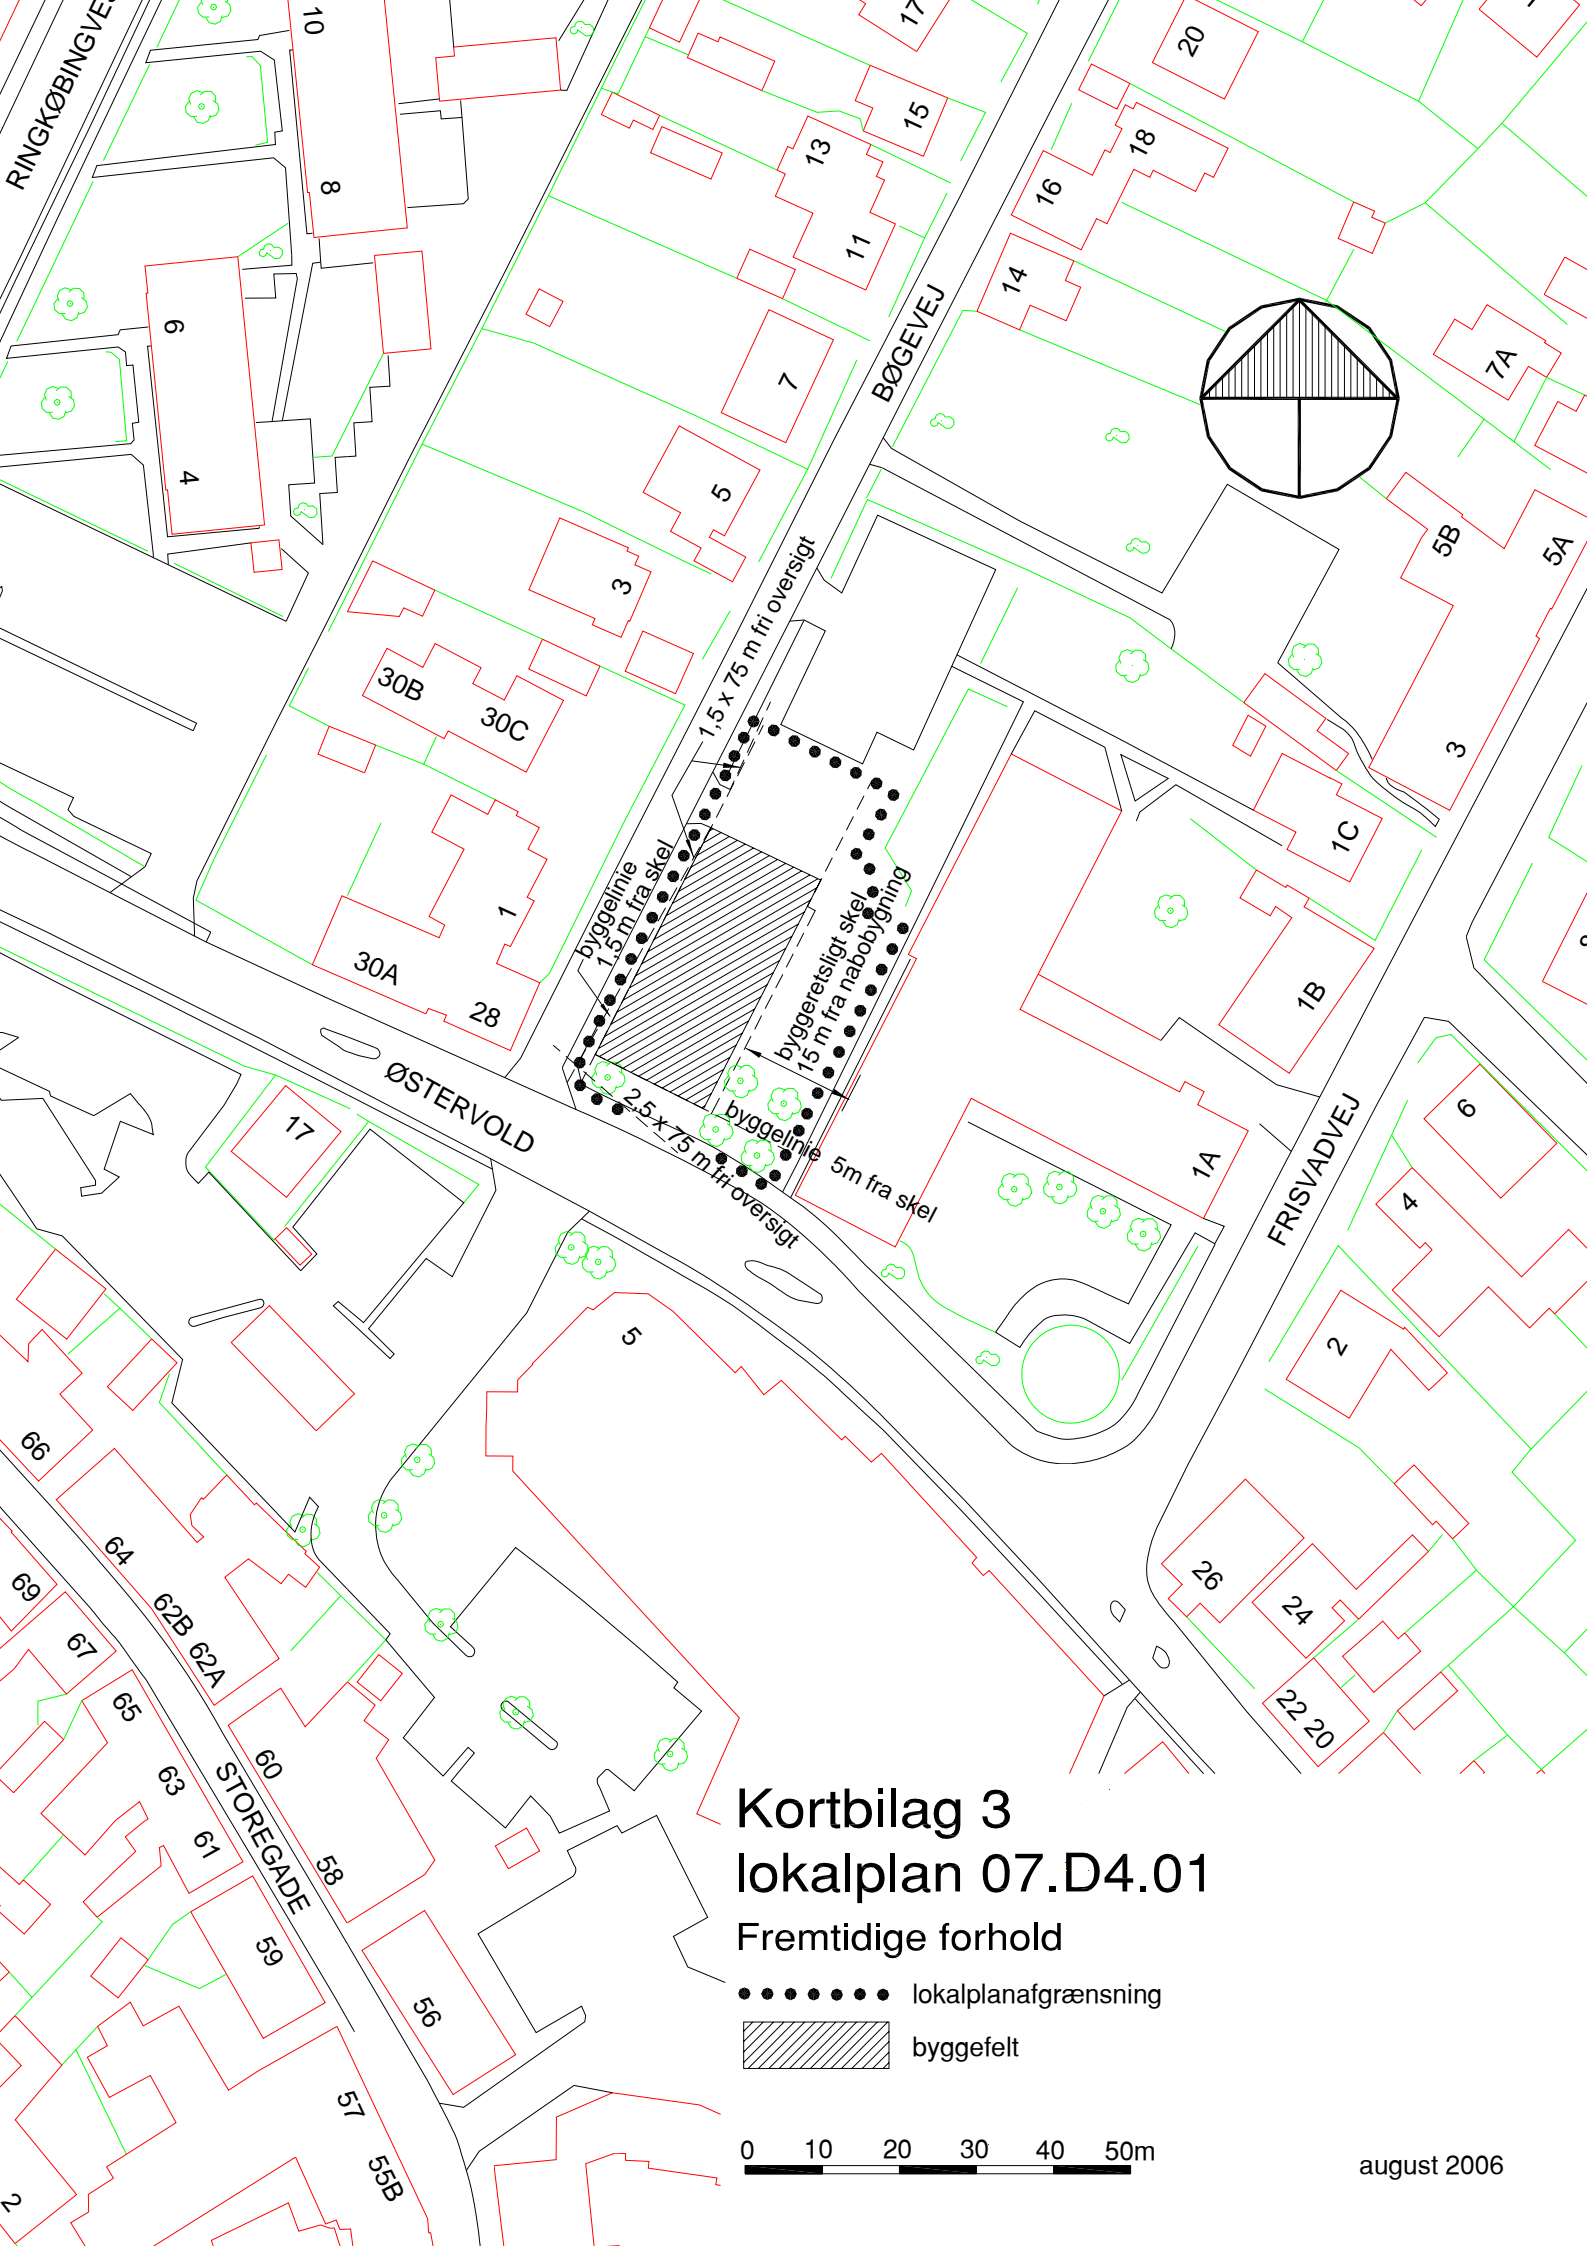 10
17
20
RINGKØBINGVE
15
13
18
8
16
11
14
6
BØGEVEJ
7
7A
4
5
5B
5A
3
1,5 x 75 m fri oversigt
30B
30C
3
1C
byggelinie
1,5 m fra skel
1
byggeretsligt skel
15 m fra nabobygning
30A
28
1B
ØSTERVOLD
17
2,5 x 75 m fri oversigt
byggelinie 5m fra skel
1A
FRISVADVEJ
6
4
2
5
66
64
69
62B
62A
67
26
24
22
20
65
60
63
STOREGADE
61
58
59
56
57
55B
2
Kortbilag 3
lokalplan 07.D4.01
Fremtidige forhold
lokalplanafgrænsning
byggefelt
0 10 20 30 40 50m
august 2006